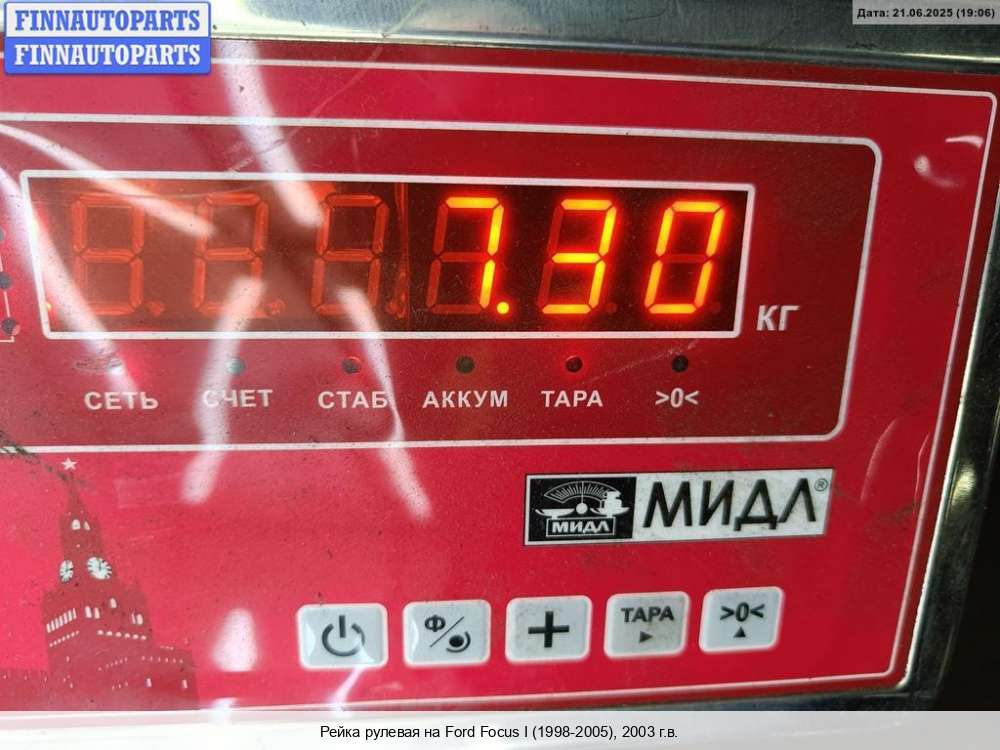 FINNAUTOPARTS
FINNAUTOPARTS
Дата: 21.06.2025 (19:06)
7.30
КГ
СЕТЬ СЧЕТ СТАБ АККУМ ТАРА >0<
МИДЛ МИДЛ®
Ф ТАРА >0<
Рейка рулевая на Ford Focus I (1998-2005), 2003 г.в.